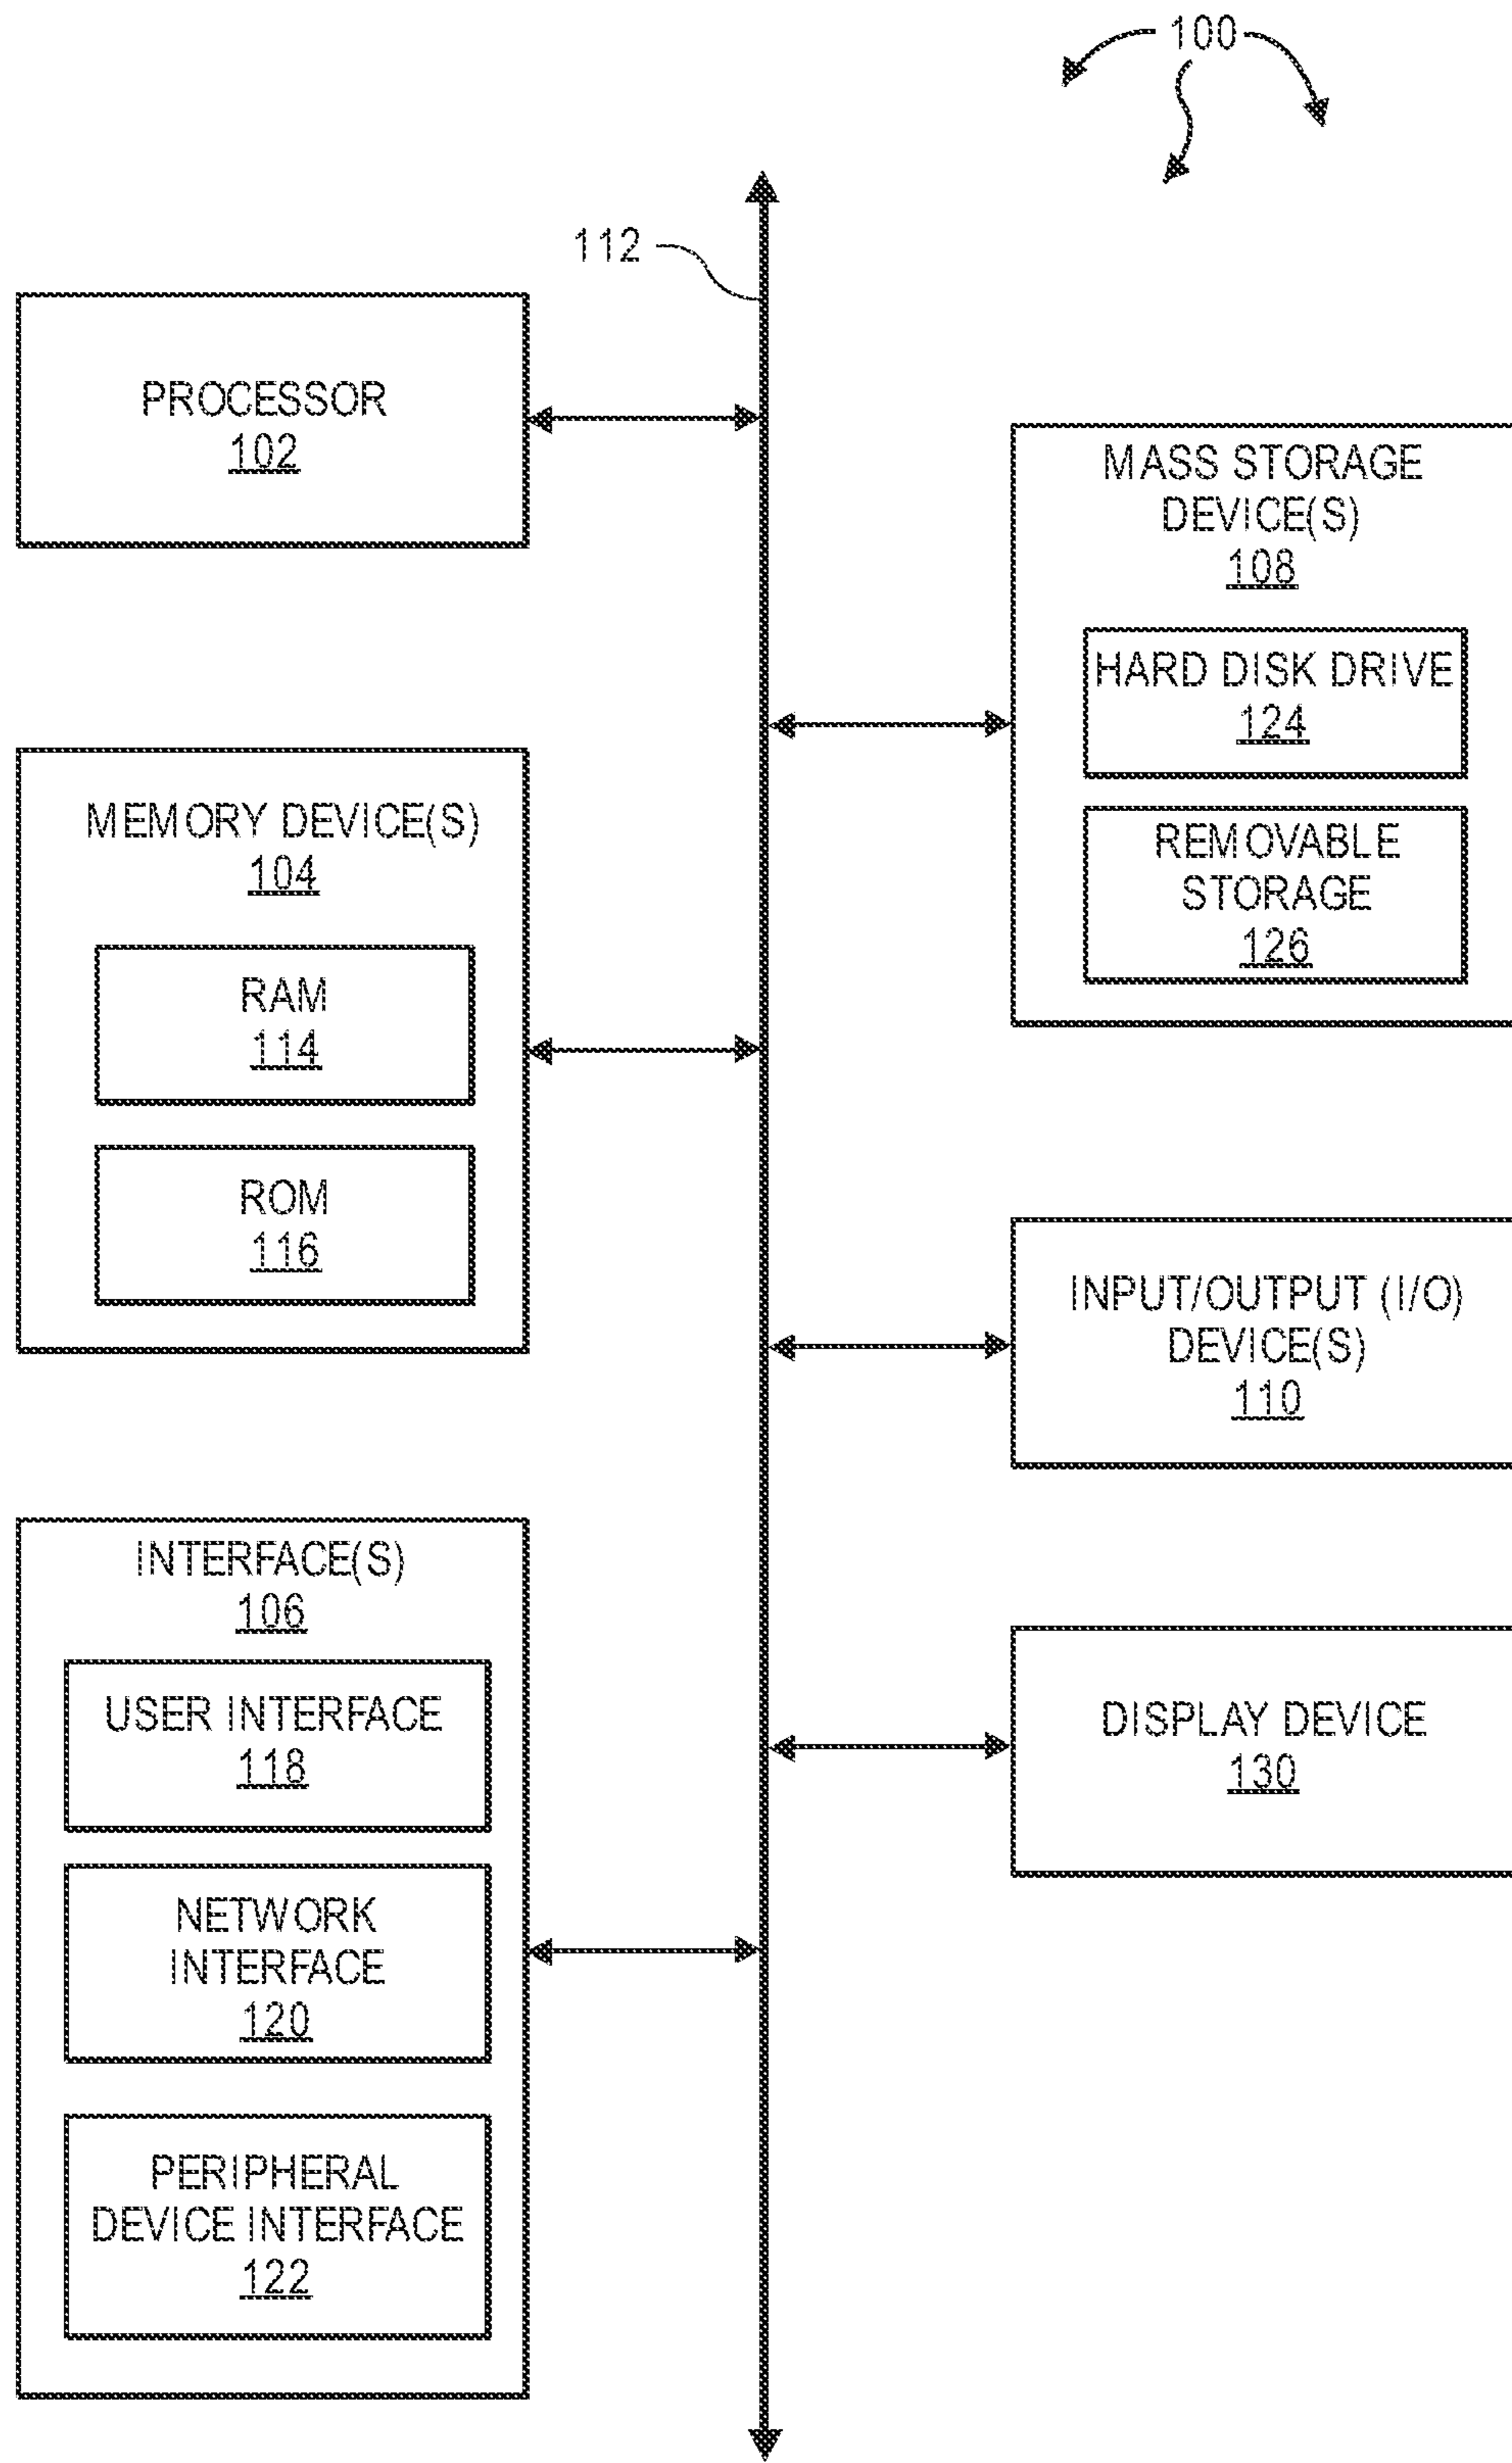 100
112
PROCESSOR
102
MEMORY DEVICE(S)
104
RAM
114
ROM
116
INTERFACE(S)
106
USER INTERFACE
118
NETWORK
INTERFACE
120
PERIPHERAL
DEVICE INTERFACE
122
MASS STORAGE
DEVICE(S)
108
HARD DISK DRIVE
124
REMOVABLE
STORAGE
126
INPUT/OUTPUT (I/O)
DEVICE(S)
110
DISPLAY DEVICE
130